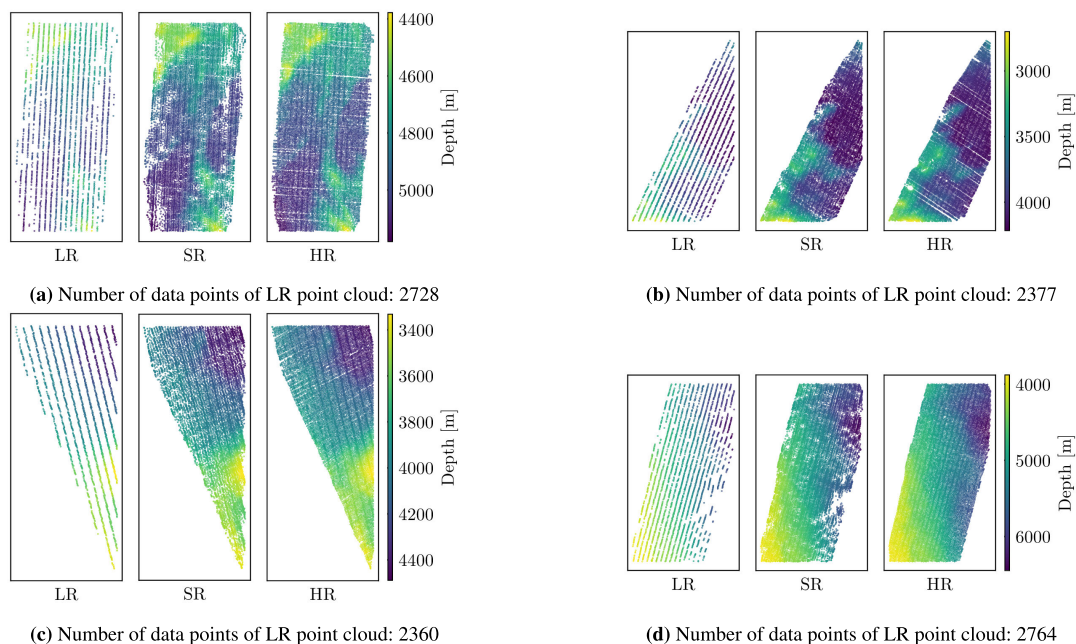 4400
4600
4800
5000
Depth [m]
LR SR HR
(a) Number of data points of LR point cloud: 2728
3000
3500
4000
Depth [m]
LR SR HR
(b) Number of data points of LR point cloud: 2377
3400
3600
3800
4000
4200
4400
Depth [m]
LR SR HR
(c) Number of data points of LR point cloud: 2360
4000
5000
6000
Depth [m]
LR SR HR
(d) Number of data points of LR point cloud: 2764